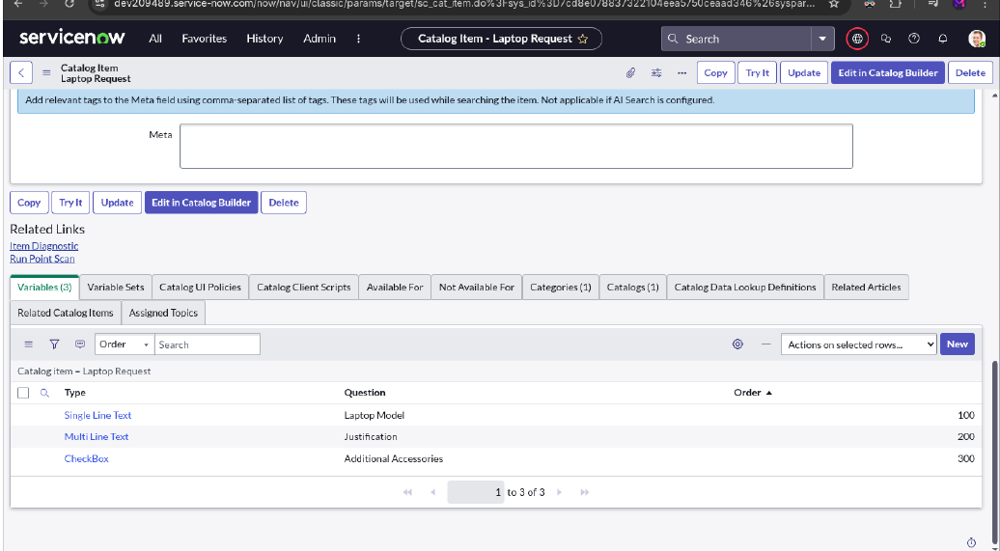 dev209489.service-now.com/now/nav/ui/classic/params/target/sc_cat_item.do%3Fsys_id%3D7cd8e078837322104eea5750ceaad346%26syspar...
servicenow All Favorites History Admin Catalog Item - Laptop Request Search
Catalog Item
Laptop Request
Copy Try It Update Edit in Catalog Builder Delete
Add relevant tags to the Meta field using comma-separated list of tags. These tags will be used while searching the item. Not applicable if AI Search is configured.
Meta
Copy Try It Update Edit in Catalog Builder Delete
Related Links
Item Diagnostic
Run Point Scan
Variables (3) Variable Sets Catalog UI Policies Catalog Client Scripts Available For Not Available For Categories (1) Catalogs (1) Catalog Data Lookup Definitions Related Articles
Related Catalog Items Assigned Topics
Order Search Actions on selected rows... New
Catalog item = Laptop Request
Type Question Order
Single Line Text Laptop Model 100
Multi Line Text Justification 200
CheckBox Additional Accessories 300
1 to 3 of 3